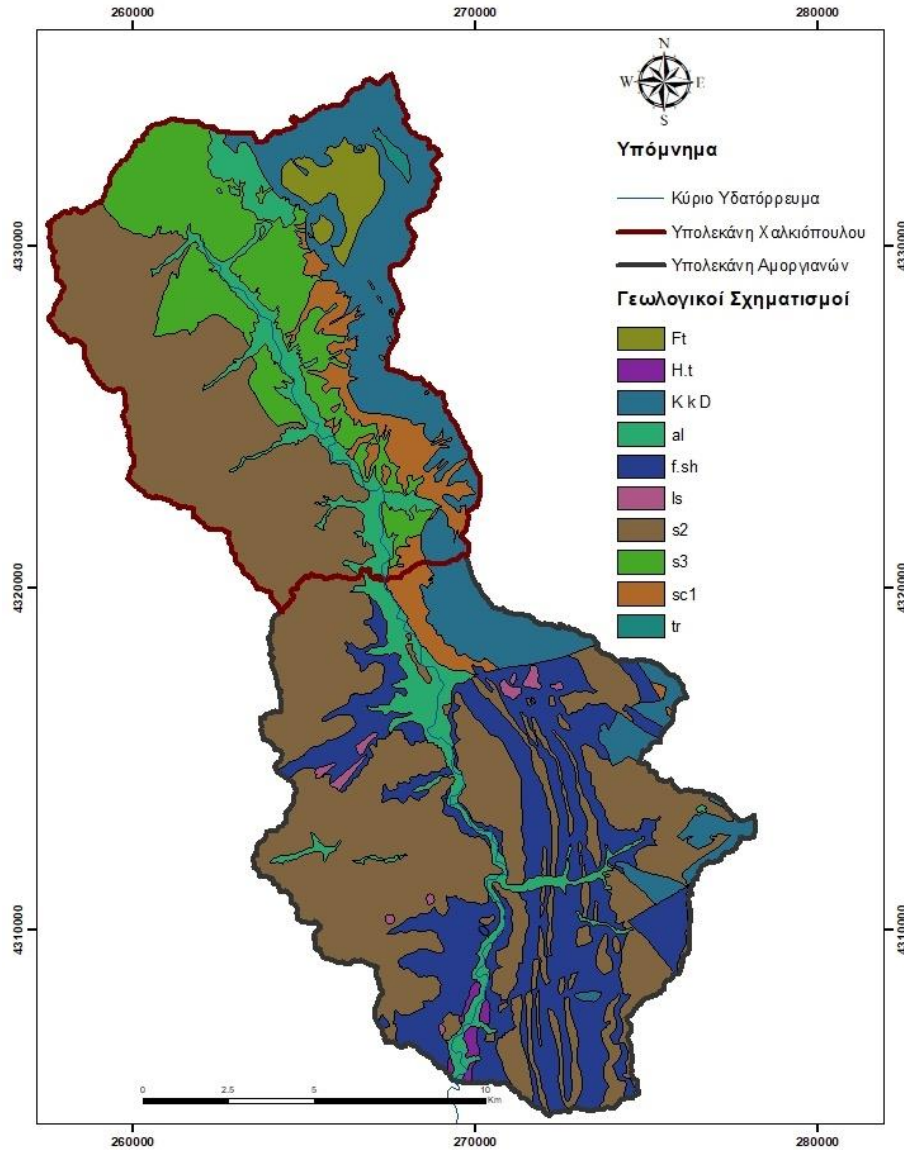 260000 270000 280000
N
W E
S
Υπόμνημα
Κύριο Υδατόρρευμα
Υπολεκάνη Χαλκιόπουλου
Υπολεκάνη Αμοργιανών
Γεωλογικοί Σχηματισμοί
Ft
H.t
K k D
al
f.sh
ls
s2
s3
sc1
tr
4330000 4330000
4320000 4320000
4310000 4310000
0 2.5 5 10
Km
260000 270000 280000